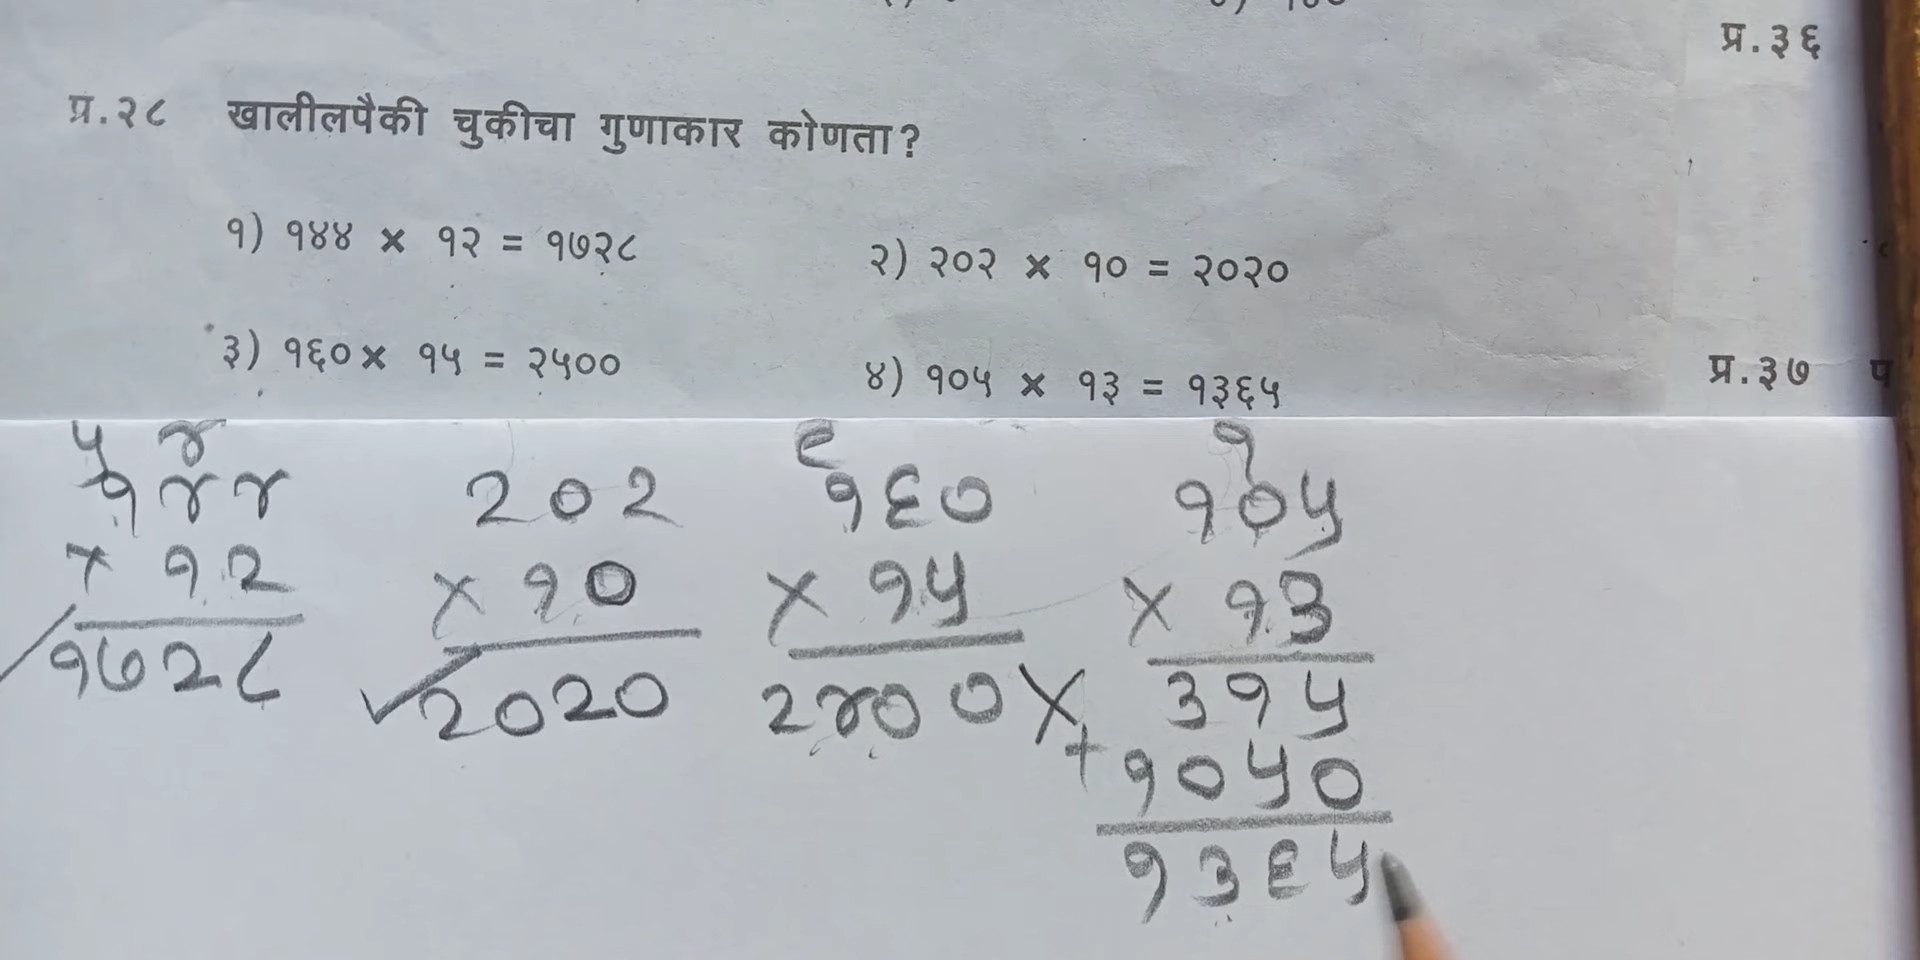 प्र.३६
प्र.२८ खालीलपैकी चुकीचा गुणाकार कोणता?
१) १४४ × १२ = १७२८
२) २०२ × १० = २०२०
३) १६० × १५ = २५००
४) १०५ × १३ = १३६५
प्र.३७ प
५ ४
१४४
× १२
१७२८
२०२
× १०
२०२०
९
१६०
× १५
२४०० ×
१
१०५
× १३
३१५
+ १०५०
१३६५